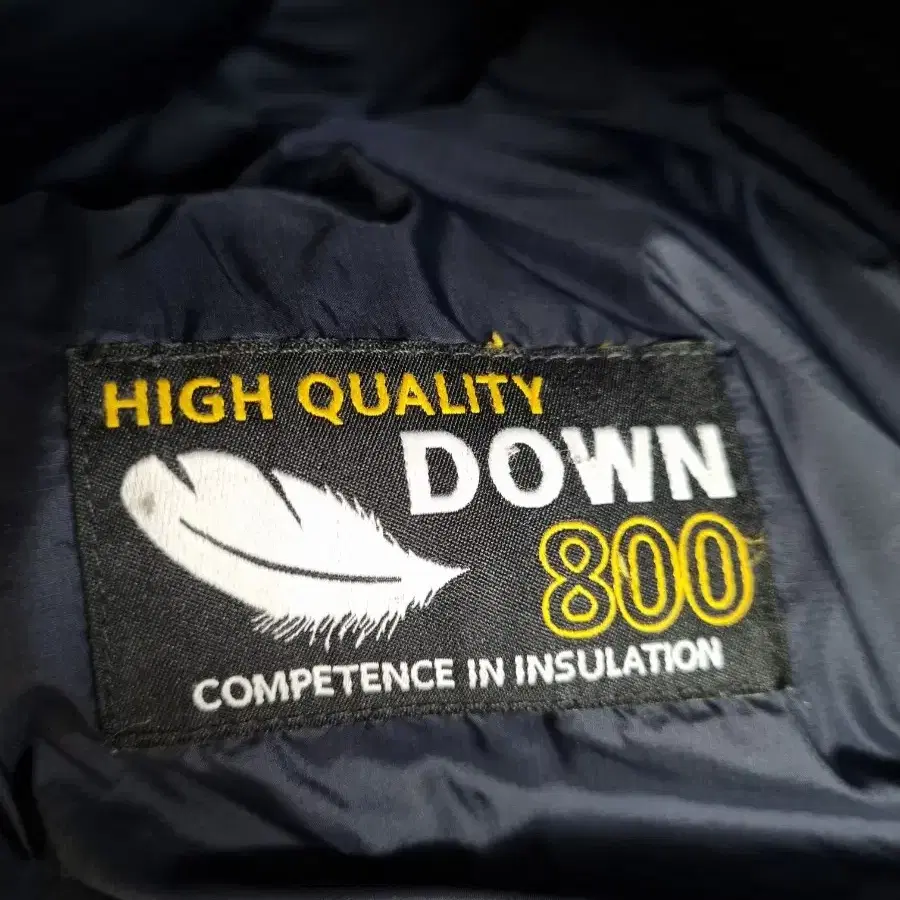 HIGH QUALITY
DOWN
800
COMPETENCE IN INSULATION